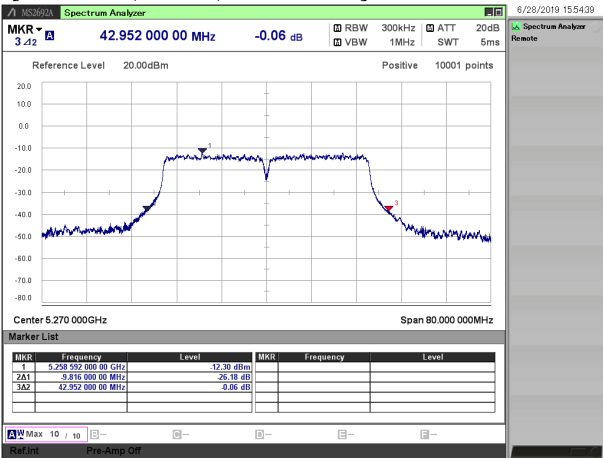 MS2692A Spectrum Analyzer
6/28/2019 15:54:39
Spectrum Analyzer
Remote
MKR
3Δ2 42.952 000 00 MHz -0.06 dB
RBW 300kHz ATT 20dB
VBW 1MHz SWT 5ms
Reference Level 20.00dBm Positive 10001 points
20.0
10.0
0.0
-10.0
-20.0
-30.0
-40.0
-50.0
-60.0
-70.0
-80.0
1
3
Center 5.270 000GHz Span 80.000 000MHz
Marker List
MKR Frequency Level MKR Frequency Level
1 5.258 592 000 00 GHz -12.30 dBm
2Δ1 -9.816 000 00 MHz -26.18 dB
3Δ2 42.952 000 00 MHz -0.06 dB
A W Max 10 / 10 B— C— D— E— F—
Ref.Int Pre-Amp Off